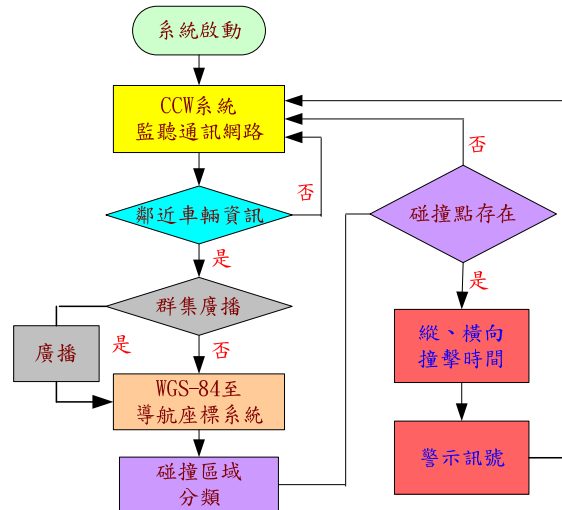 系統啟動
CCW系統
監聽通訊網路
否
鄰近車輛資訊
是
群集廣播
是
廣播
否
WGS-84至
導航座標系統
碰撞區域
分類
否
碰撞點存在
是
縱、橫向
撞擊時間
警示訊號